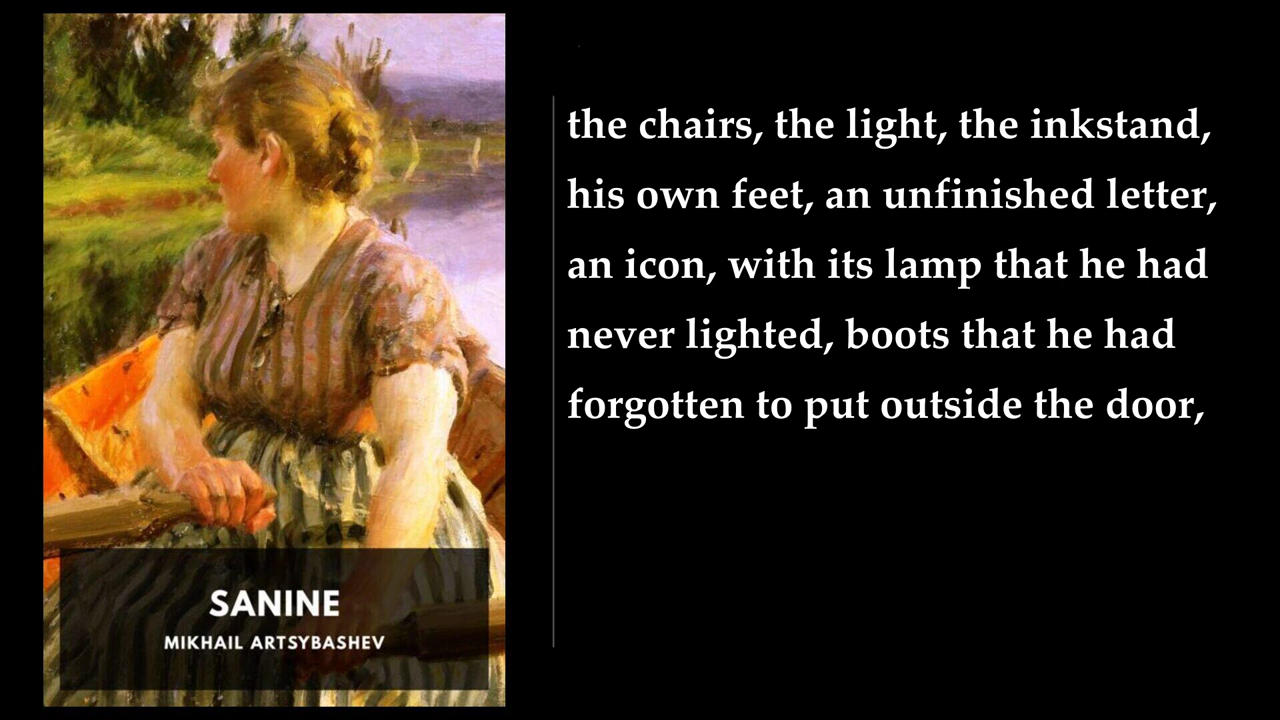 the chairs, the light, the inkstand,
his own feet, an unfinished letter,
an icon, with its lamp that he had
never lighted, boots that he had
forgotten to put outside the door,
SANINE
MIKHAIL ARTSYBASHEV